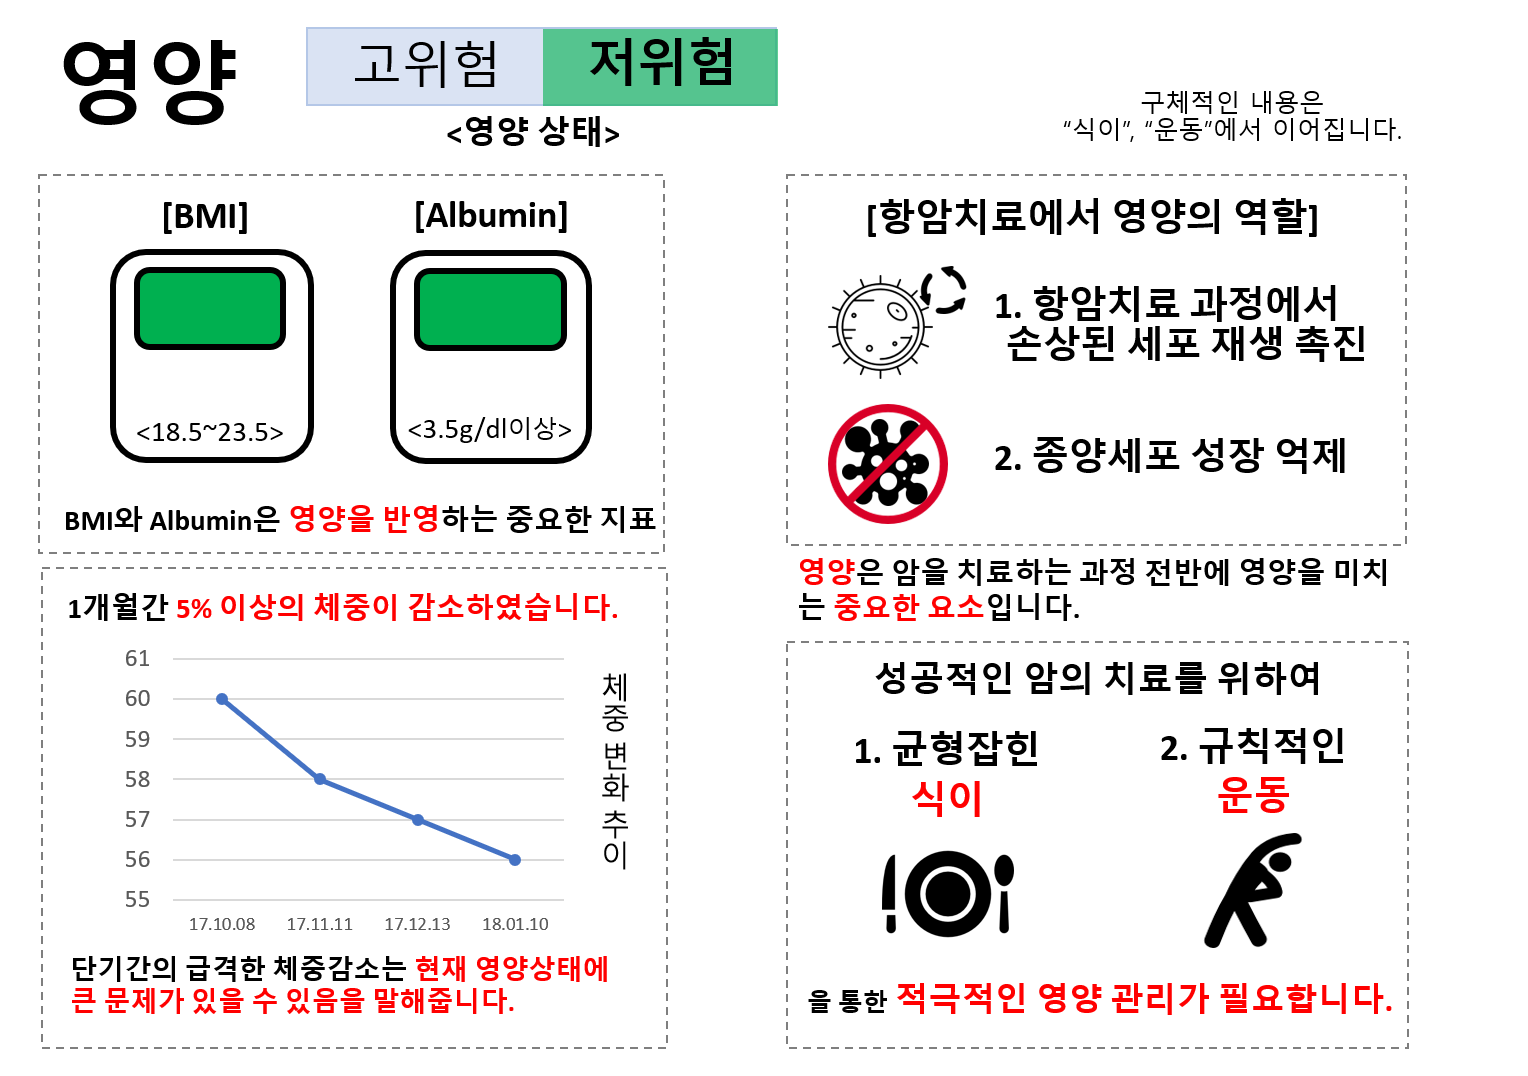 영양
고위험
저위험
<영양 상태>
구체적인 내용은
“식이”, “운동”에서 이어집니다.
[BMI]
[Albumin]
<18.5~23.5>
<3.5g/dl이상>
BMI와 Albumin은 영양을 반영하는 중요한 지표
1개월간 5% 이상의 체중이 감소하였습니다.
61
60
59
58
57
56
55
17.10.08
17.11.11
17.12.13
18.01.10
체중 변화 추이
단기간의 급격한 체중감소는 현재 영양상태에
큰 문제가 있을 수 있음을 말해줍니다.
[항암치료에서 영양의 역할]
1. 항암치료 과정에서
손상된 세포 재생 촉진
2. 종양세포 성장 억제
영양은 암을 치료하는 과정 전반에 영양을 미치
는 중요한 요소입니다.
성공적인 암의 치료를 위하여
1. 균형잡힌
식이
2. 규칙적인
운동
을 통한 적극적인 영양 관리가 필요합니다.